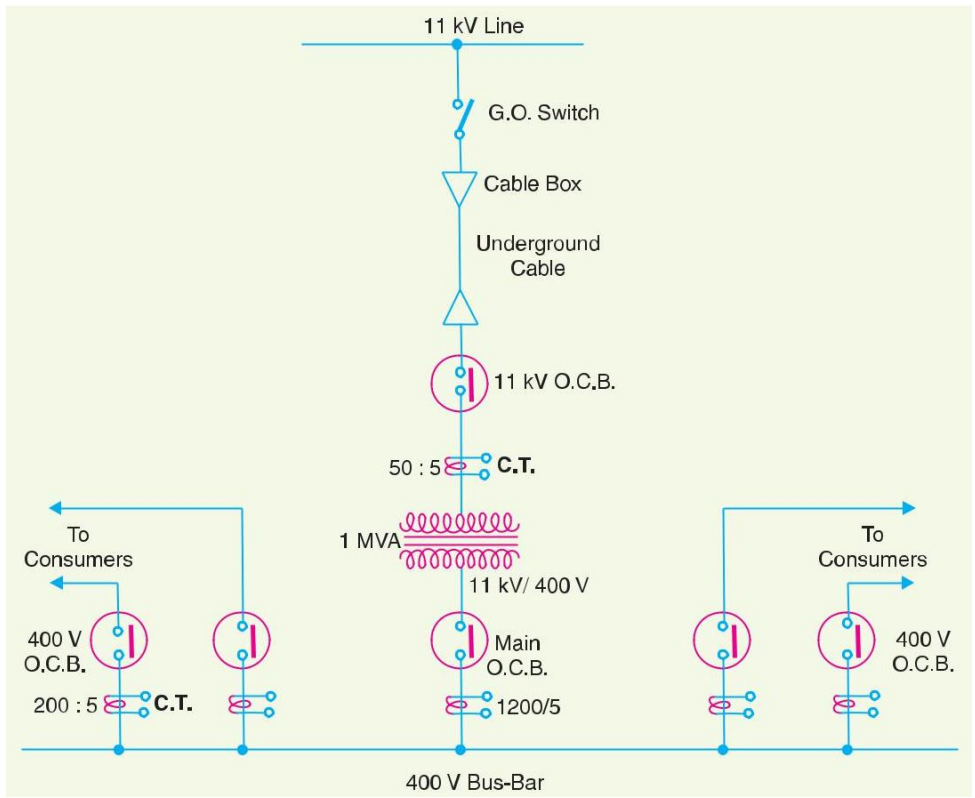 11 kV Line
G.O. Switch
Cable Box
Underground
Cable
11 kV O.C.B.
50 : 5
C.T.
1 MVA
11 kV/ 400 V
To
Consumers
To
Consumers
400 V
O.C.B.
Main
O.C.B.
400 V
O.C.B.
200 : 5
C.T.
1200/5
400 V Bus-Bar